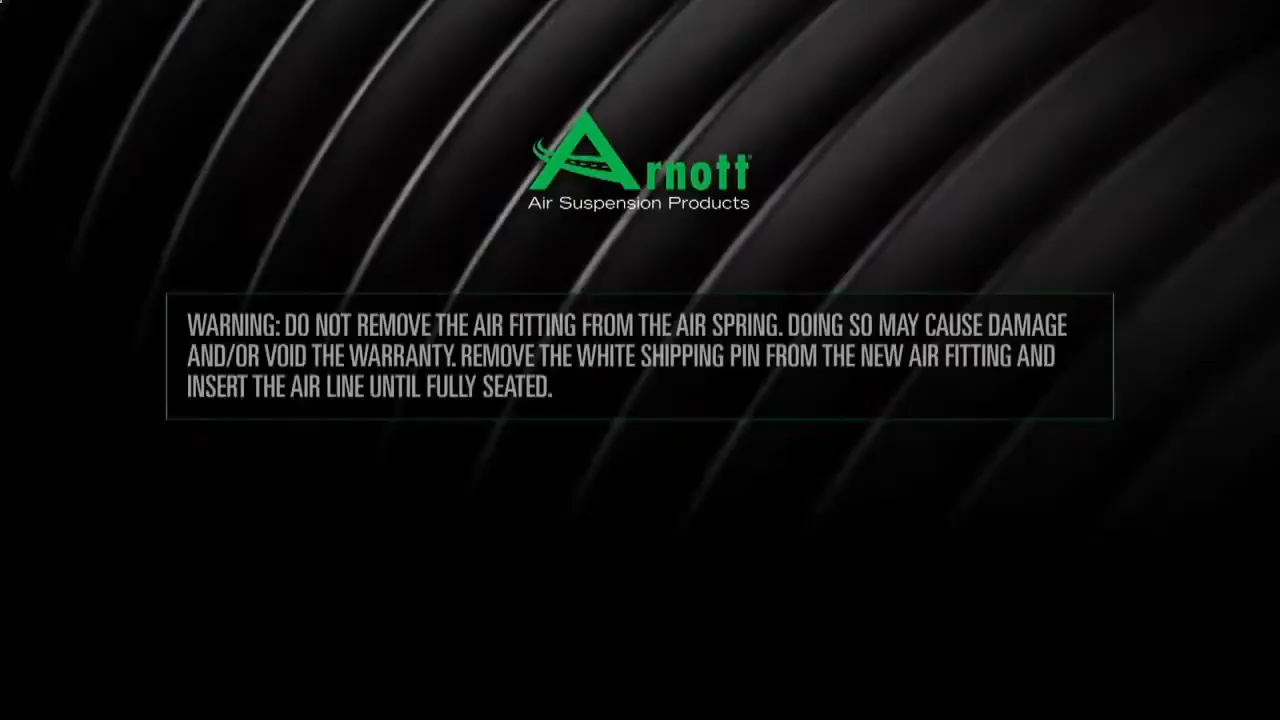 Arnott
Air Suspension Products
WARNING: DO NOT REMOVE THE AIR FITTING FROM THE AIR SPRING. DOING SO MAY CAUSE DAMAGE
AND/OR VOID THE WARRANTY. REMOVE THE WHITE SHIPPING PIN FROM THE NEW AIR FITTING AND
INSERT THE AIR LINE UNTIL FULLY SEATED.